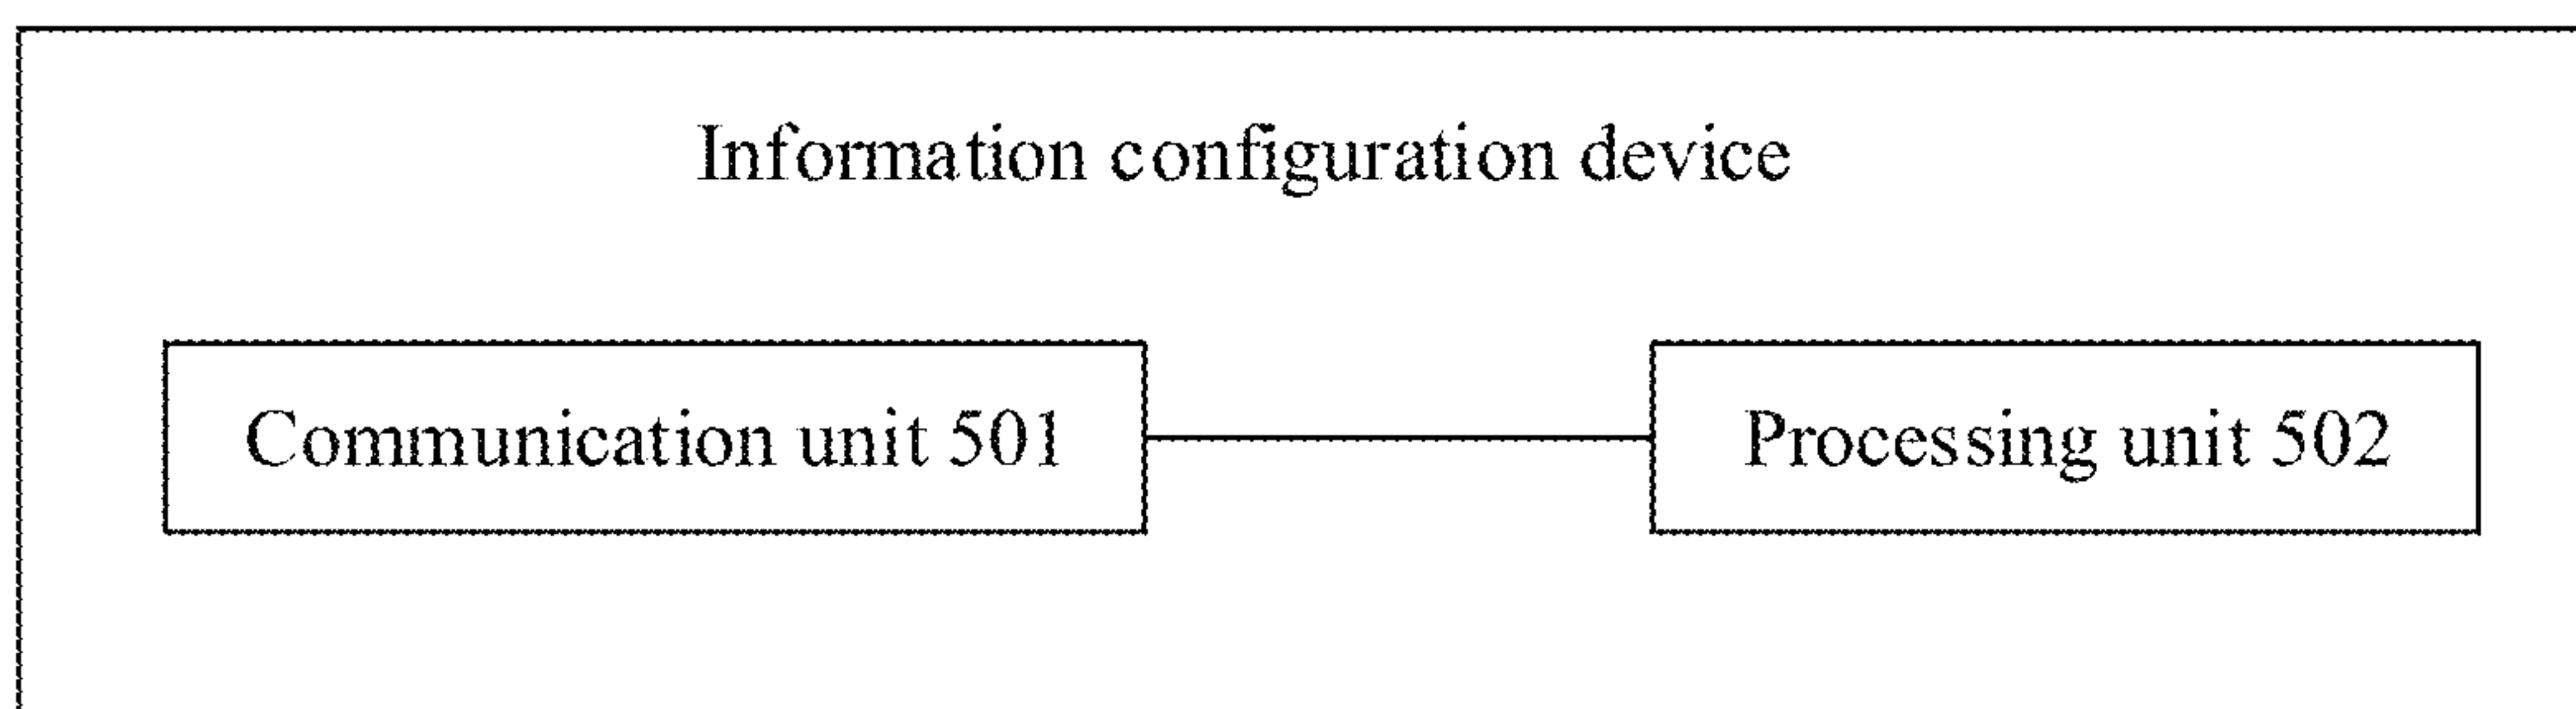 Information configuration device
Communication unit 501
Processing unit 502